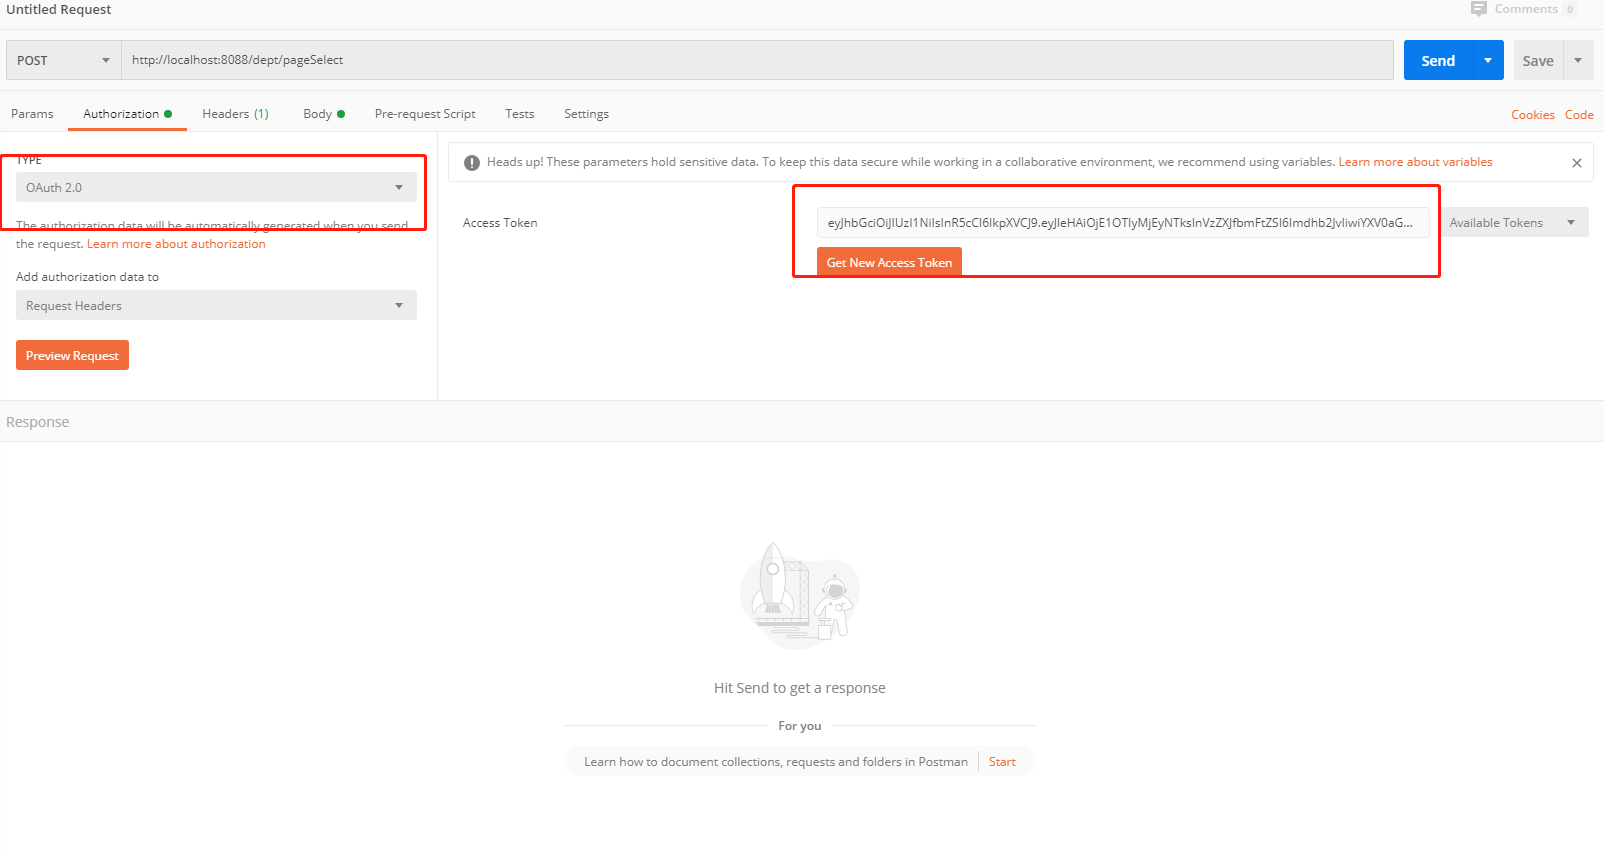 Untitled Request
Comments 0
POST
http://localhost:8088/dept/pageSelect
Send
Save
Params
Authorization
Headers (1)
Body
Pre-request Script
Tests
Settings
Cookies
Code
TYPE
OAuth 2.0
The authorization data will be automatically generated when you send
the request. Learn more about authorization
Add authorization data to
Request Headers
Preview Request
Heads up! These parameters hold sensitive data. To keep this data secure while working in a collaborative environment, we recommend using variables. Learn more about variables
Access Token
eyJhbGciOiJIUzI1NiIsInR5cCI6IkpXVCJ9.eyJleHAiOjE1OTIyMjEyNTksInVzZXJfbmFtZSI6Imdhb2JvIiwiYXV0aG...
Available Tokens
Get New Access Token
Response
Hit Send to get a response
For you
Learn how to document collections, requests and folders in Postman
Start